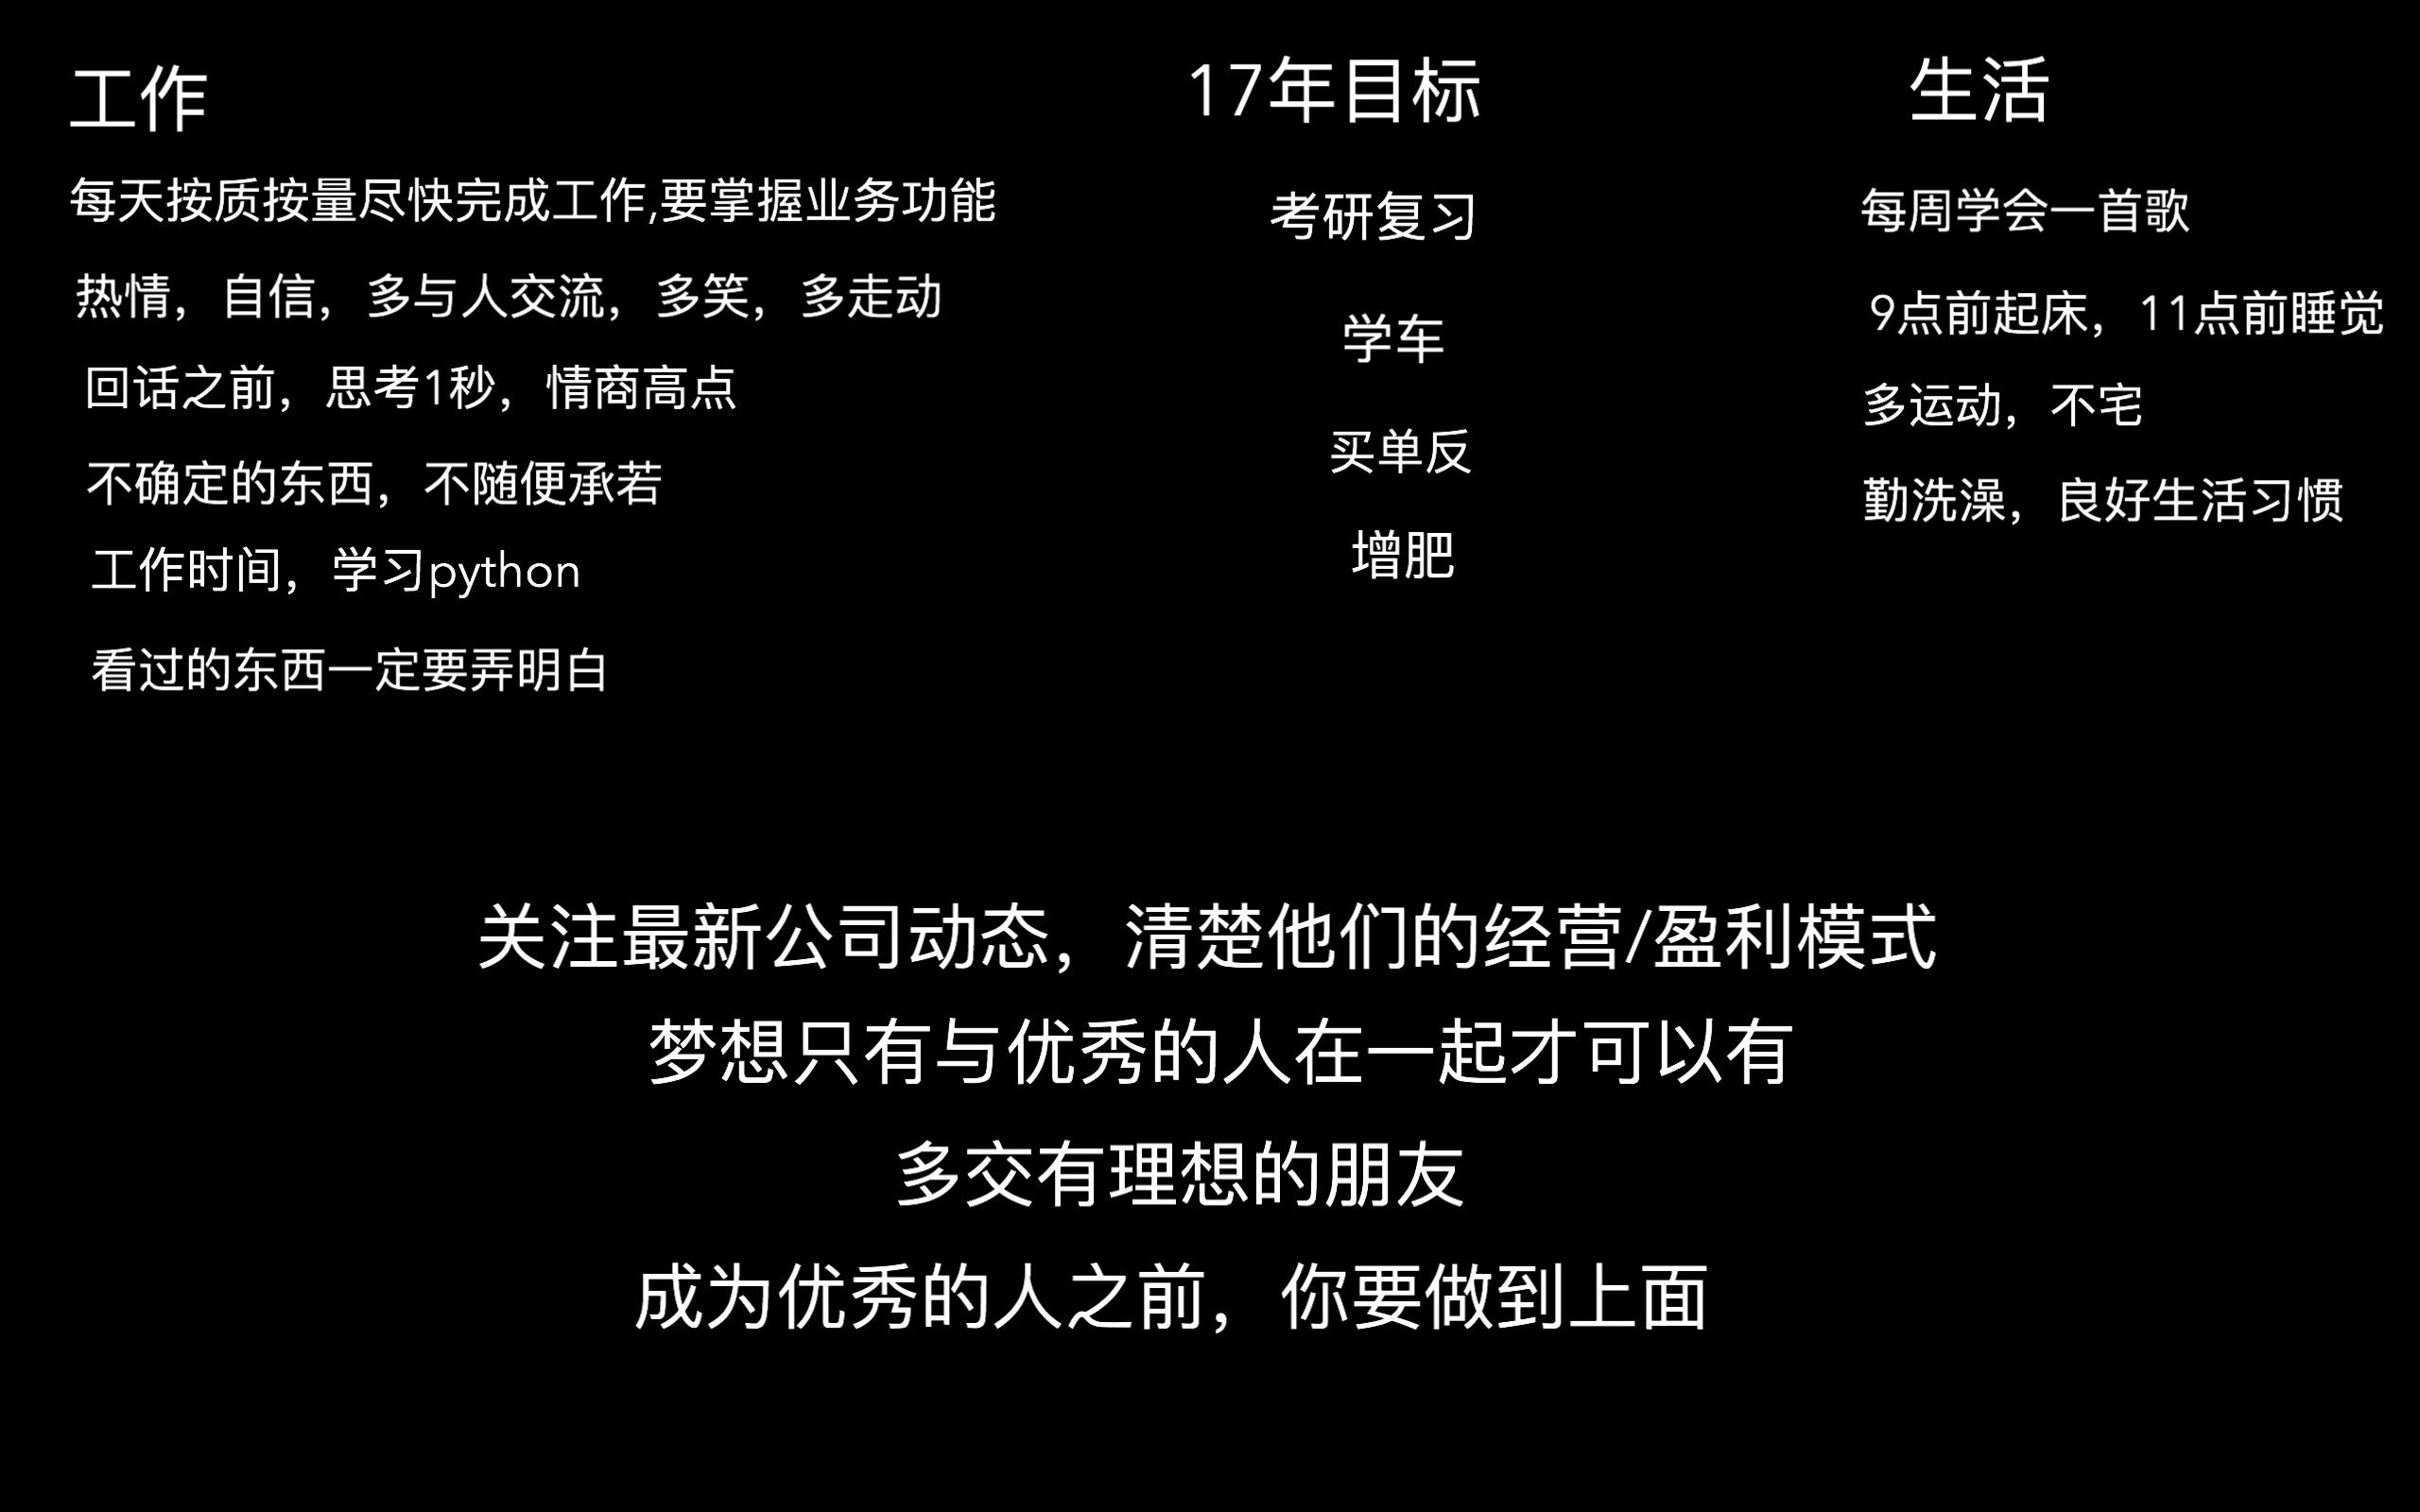 工作
每天按质按量尽快完成工作,要掌握业务功能
热情，自信，多与人交流，多笑，多走动
回话之前，思考1秒，情商高点
不确定的东西，不随便承若
工作时间，学习python
看过的东西一定要弄明白
17年目标
考研复习
学车
买单反
增肥
生活
每周学会一首歌
9点前起床，11点前睡觉
多运动，不宅
勤洗澡，良好生活习惯
关注最新公司动态，清楚他们的经营/盈利模式
梦想只有与优秀的人在一起才可以有
多交有理想的朋友
成为优秀的人之前，你要做到上面